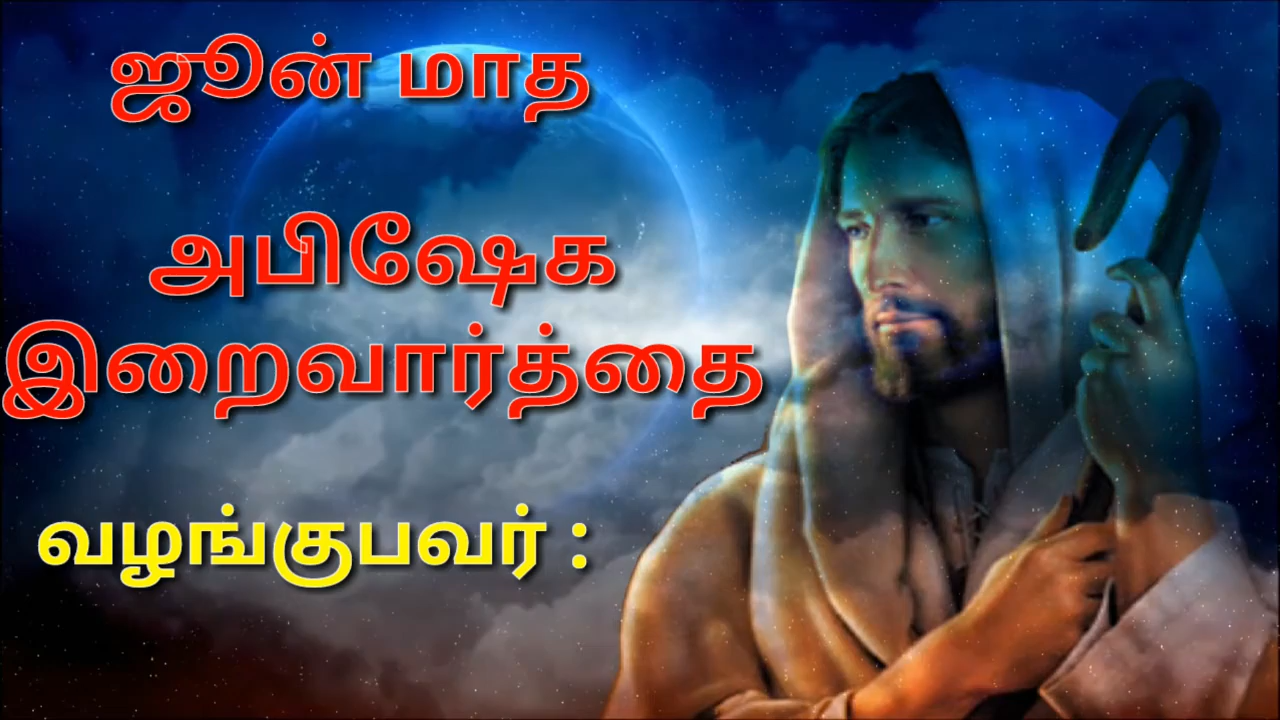 ஜூன் மாத
அபிஷேக
இறைவார்த்தை
வழங்குபவர் :